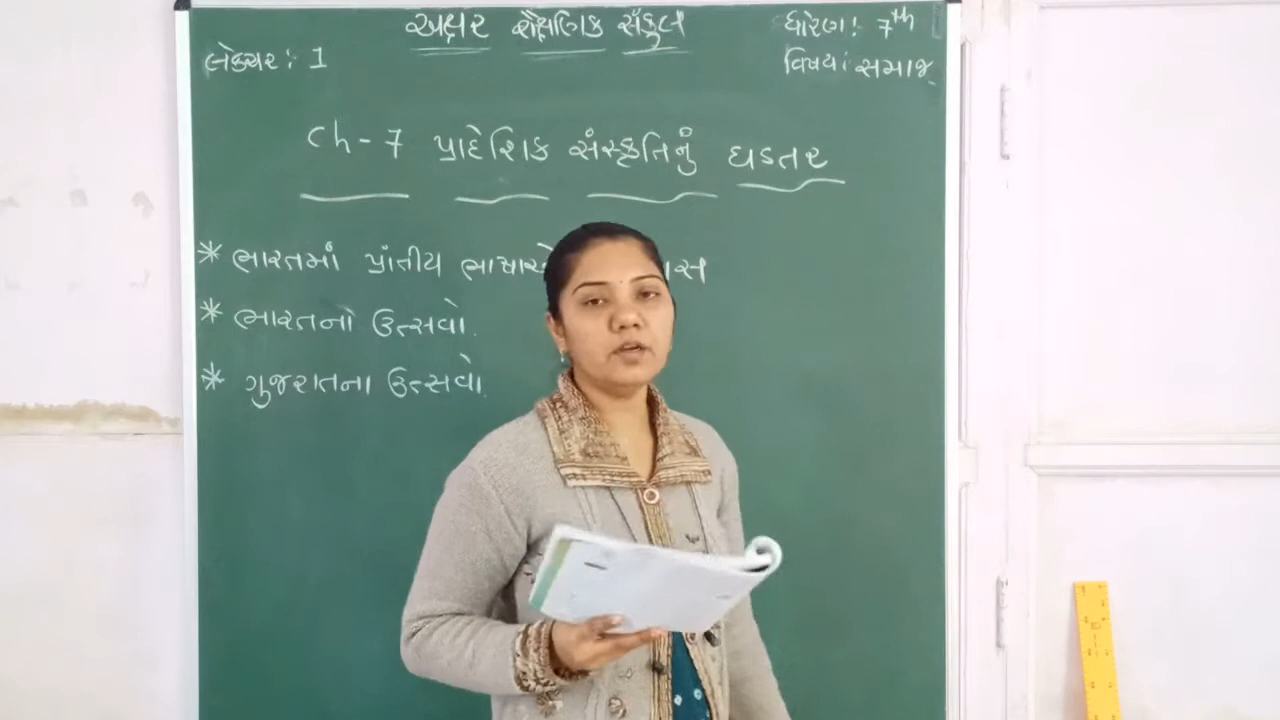 અક્ષર શૈક્ષણિક સંકુલ
ધોરણ: 7th
લેક્ચર: 1
વિષય: સમાજ
Ch-7 પ્રાદેશિક સંસ્કૃતિનું ઘડતર
* ભારતમાં પ્રાંતીય
* ભારતનો ઉત્સવો.
* ગુજરાતના ઉત્સવો.